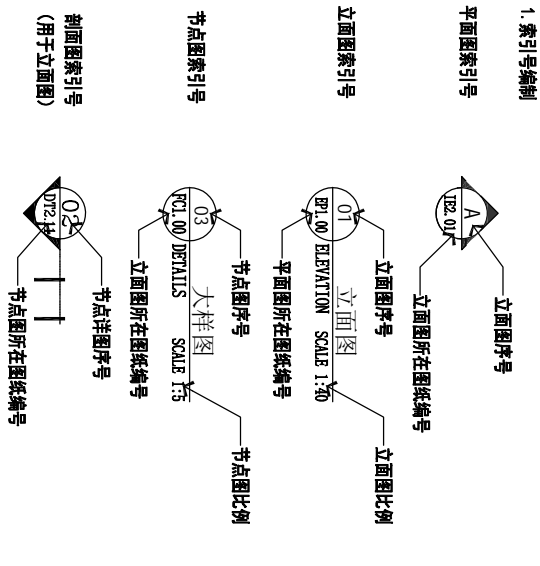 1. 索引号编制
平面图索引号
A
IE2.01
立面图序号
立面图所在图纸编号
立面图索引号
01
EP1.00
立面图
ELEVATION SCALE 1:40
立面图序号
平面图所在图纸编号
立面图比例
节点图索引号
03
FC1.00
大样图
DETAILS SCALE 1:5
节点图序号
立面图所在图纸编号
节点图比例
剖面图索引号
(用于立面图)
02
节点详图序号
节点图所在图纸编号